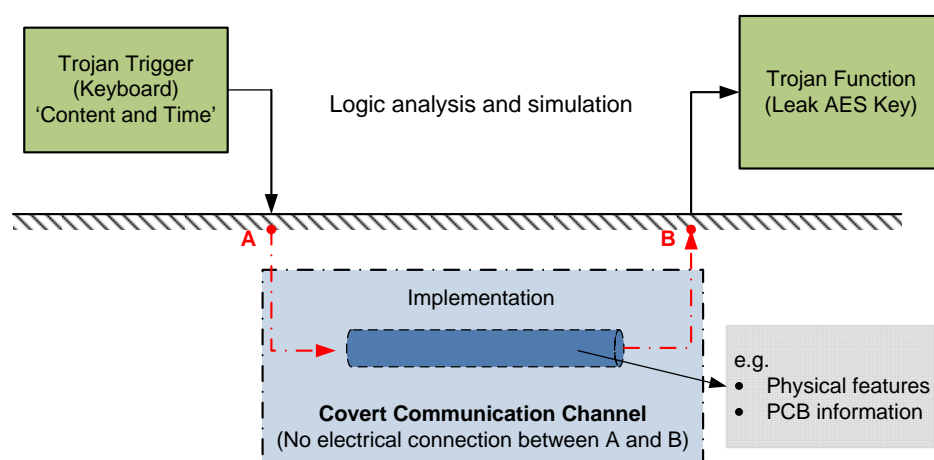 Trojan Trigger
(Keyboard)
‘Content and Time’
Logic analysis and simulation
Trojan Function
(Leak AES Key)
A
B
Implementation
Covert Communication Channel
(No electrical connection between A and B)
e.g.
• Physical features
• PCB information